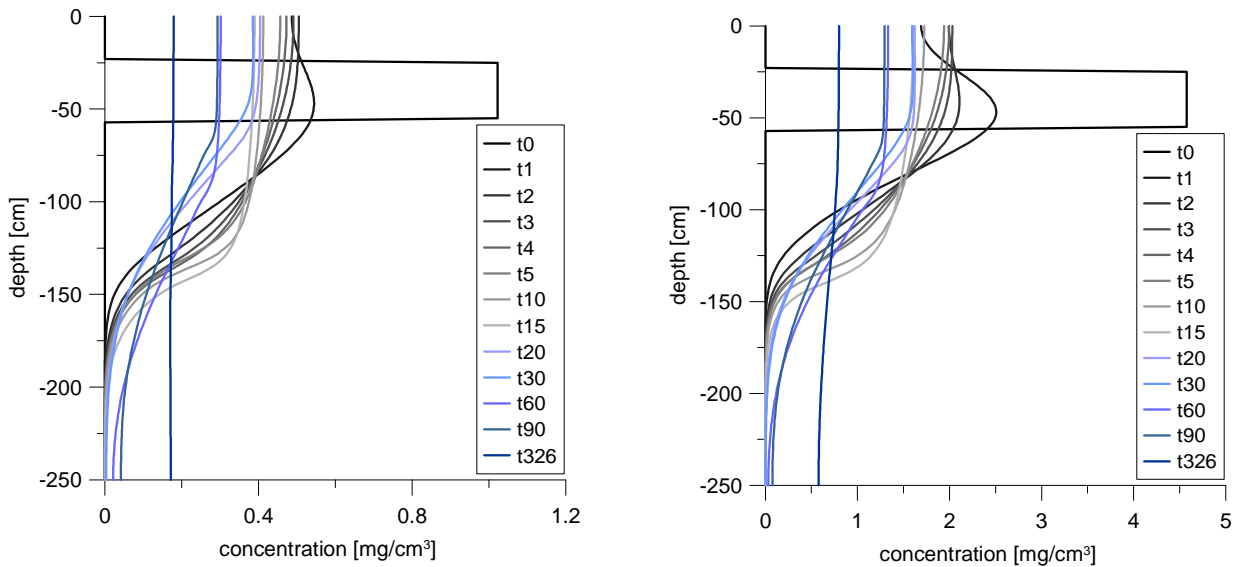 0
-50
-100
-150
-200
-250
depth [cm]
0
0.4
0.8
1.2
concentration [mg/cm³]
t0
t1
t2
t3
t4
t5
t10
t15
t20
t30
t60
t90
t326
0
-50
-100
-150
-200
-250
depth [cm]
0
1
2
3
4
5
concentration [mg/cm³]
t0
t1
t2
t3
t4
t5
t10
t15
t20
t30
t60
t90
t326